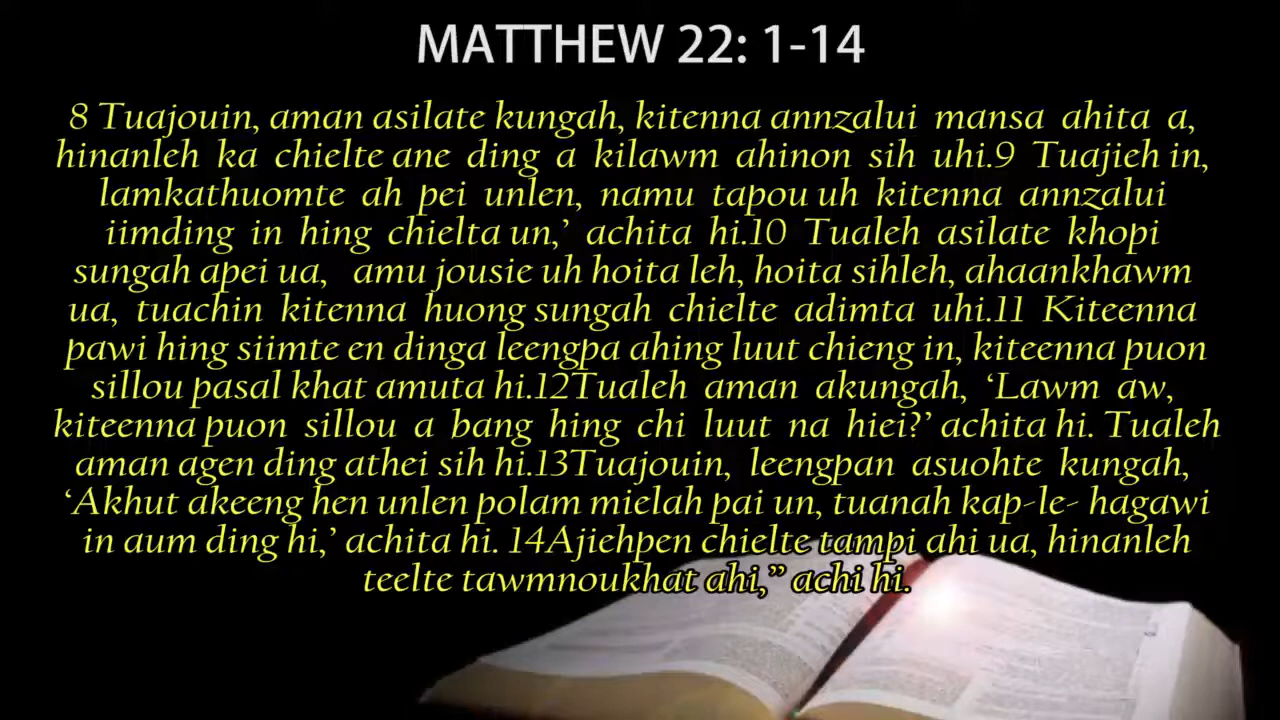 MATTHEW 22: 1-14
8 Tuajouin, aman asilate kungah, kitenna annzalui mansa ahita a,
hinanleh ka chielte ane ding a kilawm ahinon sih uhi.9 Tuajieh in,
lamkathuomte ah pei unlen, namu tapou uh kitenna annzalui
iimding in hing chielta un,’ achita hi.10 Tualeh asilate khopi
sungah apei ua, amu jousie uh hoita leh, hoita sihleh, ahaankhawm
ua, tuachin kitenna huong sungah chielte adimta uhi.11 Kiteenna
pawi hing siimte en dinga leengpa ahing luut chieng in, kiteenna puon
sillou pasal khat amuta hi.12Tualeh aman akungah, ‘Lawm aw,
kiteenna puon sillou a bang hing chi luut na hiei?’ achita hi. Tualeh
aman agen ding athei sih hi.13Tuajouin, leengpan asuohte kungah,
‘Akhut akeeng hen unlen polam mielah pai un, tuanah kap-le- hagawi
in aum ding hi,’ achita hi. 14Ajiehpen chielte tampi ahi ua, hinanleh
teelte tawmnoukhat ahi,” achi hi.